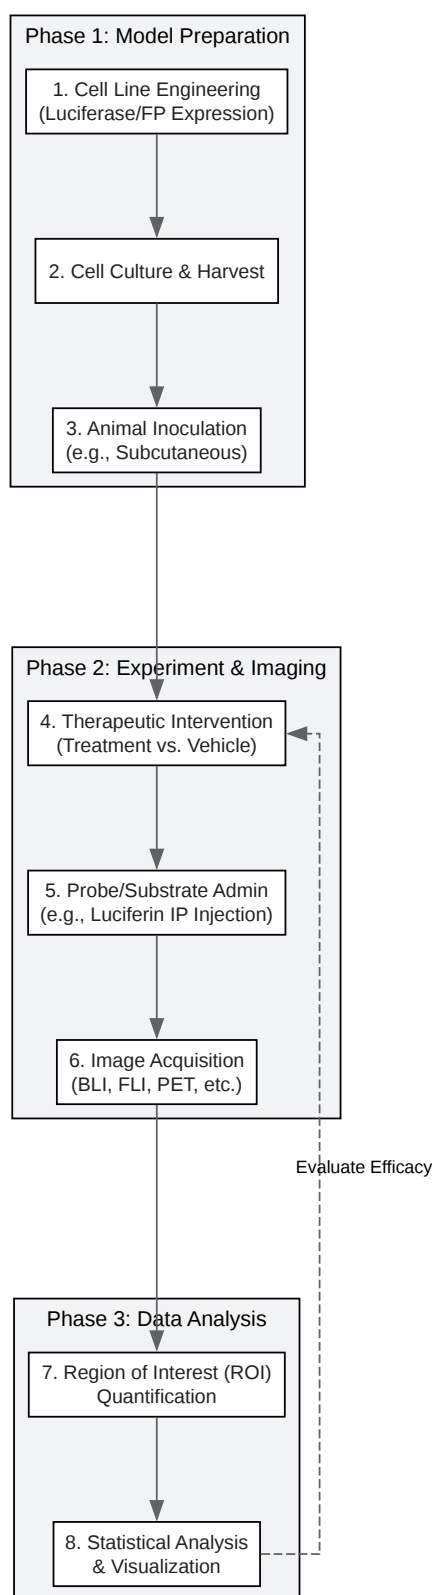 Phase 1: Model Preparation
1. Cell Line Engineering
(Luciferase/FP Expression)
2. Cell Culture & Harvest
3. Animal Inoculation
(e.g., Subcutaneous)
Phase 2: Experiment & Imaging
4. Therapeutic Intervention
(Treatment vs. Vehicle)
5. Probe/Substrate Admin
(e.g., Luciferin IP Injection)
6. Image Acquisition
(BLI, FLI, PET, etc.)
Evaluate Efficacy
Phase 3: Data Analysis
7. Region of Interest (ROI)
Quantification
8. Statistical Analysis
& Visualization